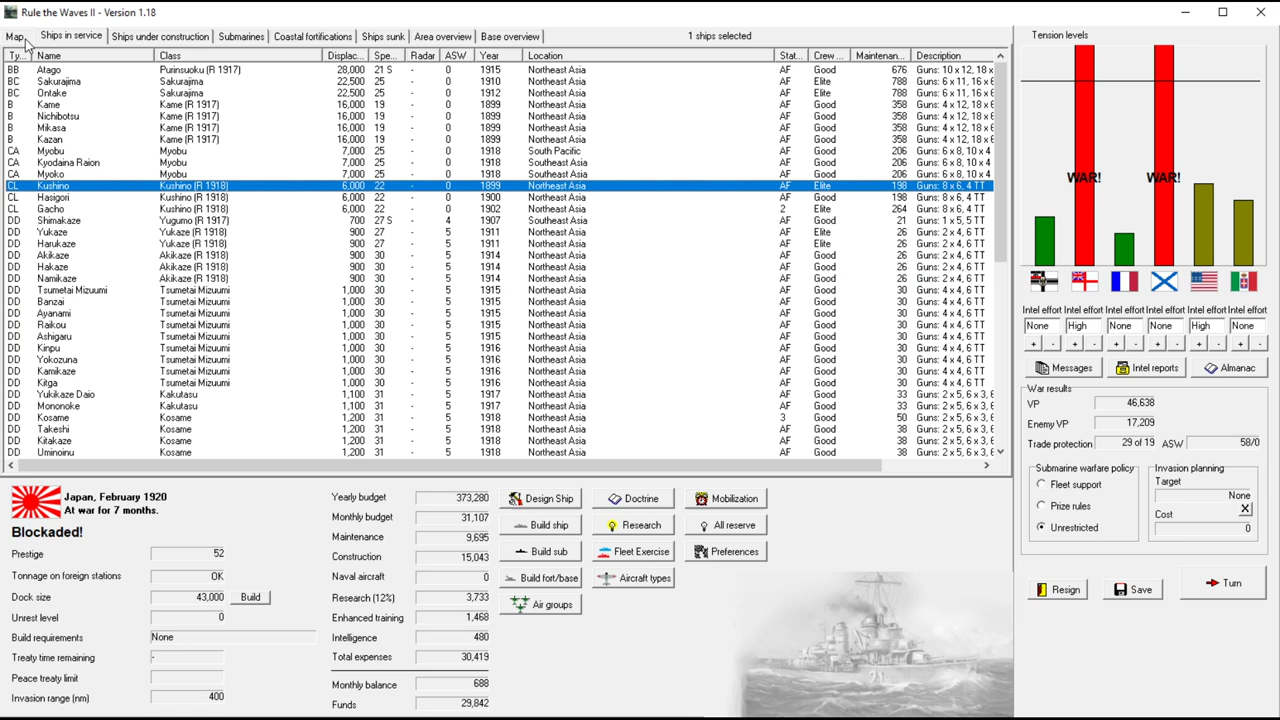 Rule the Waves II - Version 1.18
Map Ships in service Ships under construction Submarines Coastal fortifications Ships sunk Area overview Base overview 1 ships selected
Ty... Name Class Displac... Spe... Radar ASW Year Location Stat... Crew ... Maintenan... Description
BB Atago Purinsuoku (R 1917) 28,000 21 S - 0 1915 Northeast Asia AF Good 676 Guns: 10 x 12, 18 x
BC Sakurajima Sakurajima 22,500 25 - 0 1910 Northeast Asia AF Elite 788 Guns: 6 x 11, 16 x 6
BC Ontake Sakurajima 22,500 25 - 0 1912 Northeast Asia AF Elite 788 Guns: 6 x 11, 16 x 6
B Kame Kame (R 1917) 16,000 19 - 0 1899 Northeast Asia AF Good 358 Guns: 4 x 12, 18 x 6
B Nichibotsu Kame (R 1917) 16,000 19 - 0 1899 Northeast Asia AF Good 358 Guns: 4 x 12, 18 x 6
B Mikasa Kame (R 1917) 16,000 19 - 0 1899 Northeast Asia AF Good 358 Guns: 4 x 12, 18 x 6
B Kazan Kame (R 1917) 16,000 19 - 0 1899 Northeast Asia AF Good 358 Guns: 4 x 12, 18 x 6
CA Myobu Myobu 7,000 25 - 0 1918 South Pacific AF Good 206 Guns: 6 x 8, 10 x 4
CA Kyodaina Raion Myobu 7,000 25 - 0 1918 Southeast Asia AF Good 206 Guns: 6 x 8, 10 x 4
CA Myoko Myobu 7,000 25 - 0 1918 Southeast Asia AF Good 206 Guns: 6 x 8, 10 x 4
CL Kushino Kushino (R 1918) 6,000 22 - 0 1899 Northeast Asia AF Elite 198 Guns: 8 x 6, 4 TT
CL Hasigori Kushino (R 1918) 6,000 22 - 0 1900 Northeast Asia AF Good 198 Guns: 8 x 6, 4 TT
CL Gacho Kushino (R 1918) 6,000 22 - 0 1902 Northeast Asia 2 Elite 264 Guns: 8 x 6, 4 TT
DD Shimakaze Yugumo (R 1917) 700 27 S - 4 1907 Southeast Asia AF Good 21 Guns: 1 x 5, 5 TT
DD Yukaze Yukaze (R 1918) 900 27 - 5 1911 Northeast Asia AF Elite 26 Guns: 2 x 4, 6 TT
DD Harukaze Yukaze (R 1918) 900 27 - 5 1911 Northeast Asia AF Elite 26 Guns: 2 x 4, 6 TT
DD Akikaze Akikaze (R 1918) 900 30 - 5 1914 Northeast Asia AF Good 26 Guns: 2 x 4, 6 TT
DD Hakaze Akikaze (R 1918) 900 30 - 5 1914 Northeast Asia AF Good 26 Guns: 2 x 4, 6 TT
DD Namikaze Akikaze (R 1918) 900 30 - 5 1914 Northeast Asia AF Good 26 Guns: 2 x 4, 6 TT
DD Tsumetai Mizuumi Tsumetai Mizuumi 1,000 30 - 5 1915 Northeast Asia AF Good 30 Guns: 4 x 4, 6 TT
DD Banzai Tsumetai Mizuumi 1,000 30 - 5 1915 Northeast Asia AF Good 30 Guns: 4 x 4, 6 TT
DD Ayanami Tsumetai Mizuumi 1,000 30 - 5 1915 Northeast Asia AF Good 30 Guns: 4 x 4, 6 TT
DD Raikou Tsumetai Mizuumi 1,000 30 - 5 1916 Northeast Asia AF Good 30 Guns: 4 x 4, 6 TT
DD Ashigaru Tsumetai Mizuumi 1,000 30 - 5 1916 Northeast Asia AF Good 30 Guns: 4 x 4, 6 TT
DD Kinpu Tsumetai Mizuumi 1,000 30 - 5 1916 Northeast Asia AF Good 30 Guns: 4 x 4, 6 TT
DD Yokozuna Tsumetai Mizuumi 1,000 30 - 5 1916 Northeast Asia AF Good 30 Guns: 4 x 4, 6 TT
DD Kamikaze Tsumetai Mizuumi 1,000 30 - 5 1916 Northeast Asia AF Good 30 Guns: 4 x 4, 6 TT
DD Kitga Tsumetai Mizuumi 1,000 30 - 5 1916 Northeast Asia AF Good 30 Guns: 4 x 4, 6 TT
DD Yukikaze Daio Kakutasu 1,100 31 - 5 1917 Northeast Asia AF Good 33 Guns: 2 x 5, 6 x 3, 6
DD Mononoke Kakutasu 1,100 31 - 5 1917 Northeast Asia AF Good 33 Guns: 2 x 5, 6 x 3, 6
DD Kosame Kosame 1,200 31 - 5 1918 Northeast Asia 3 Good 50 Guns: 2 x 5, 6 x 3, 6
DD Takeshi Kosame 1,200 31 - 5 1918 Northeast Asia AF Good 38 Guns: 2 x 5, 6 x 3, 6
DD Kitakaze Kosame 1,200 31 - 5 1918 Northeast Asia AF Good 38 Guns: 2 x 5, 6 x 3, 6
DD Uminoinu Kosame 1,200 31 - 5 1918 Northeast Asia AF Good 38 Guns: 2 x 5, 6 x 3, 6
Tension levels
WAR! WAR!
Intel effort Intel effort Intel effort Intel effort Intel effort Intel effort
None High None None High None
+ - + - + - + - + - + -
Messages Intel reports Almanac
War results
VP 46,638
Enemy VP 17,209
Trade protection 29 of 19 ASW 58/0
Submarine warfare policy
Fleet support
Prize rules
Unrestricted
Invasion planning
Target
None
Cost X
0
Resign Save Turn
Japan, February 1920
At war for 7 months.
Blockaded!
Prestige 52
Tonnage on foreign stations OK
Dock size 43,000 Build
Unrest level 0
Build requirements None
Treaty time remaining -
Peace treaty limit
Invasion range (nm) 400
Yearly budget 373,280
Monthly budget 31,107
Maintenance 9,695
Construction 15,043
Naval aircraft 0
Research (12%) 3,733
Enhanced training 1,468
Intelligence 480
Total expenses 30,419
Monthly balance 688
Funds 29,842
Design Ship Doctrine Mobilization
Build ship Research All reserve
Build sub Fleet Exercise Preferences
Build fort/base Aircraft types
Air groups